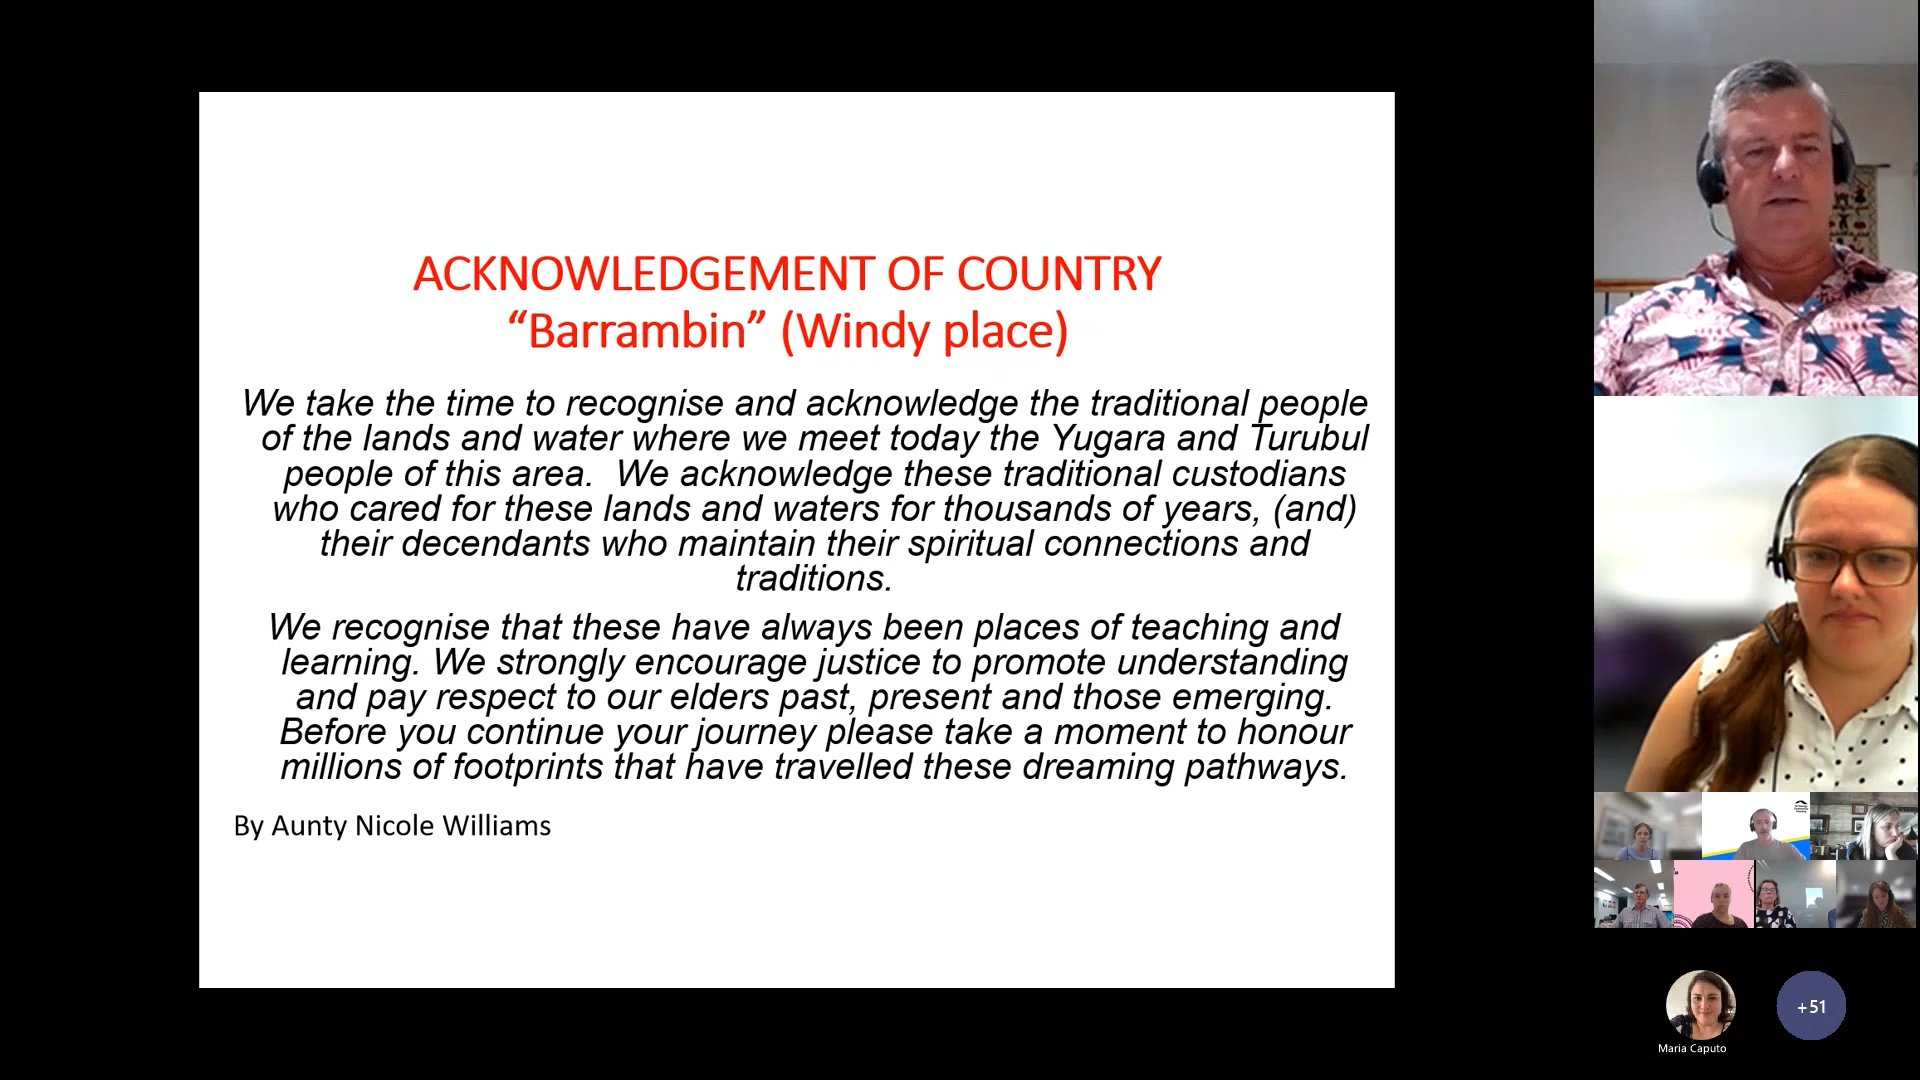 ACKNOWLEDGEMENT OF COUNTRY
“Barrambin” (Windy place)
We take the time to recognise and acknowledge the traditional people
of the lands and water where we meet today the Yugara and Turubul
people of this area.  We acknowledge these traditional custodians
who cared for these lands and waters for thousands of years, (and)
their decendants who maintain their spiritual connections and
traditions.
We recognise that these have always been places of teaching and
learning. We strongly encourage justice to promote understanding
and pay respect to our elders past, present and those emerging.
Before you continue your journey please take a moment to honour
millions of footprints that have travelled these dreaming pathways.
By Aunty Nicole Williams
+51
Maria Caputo